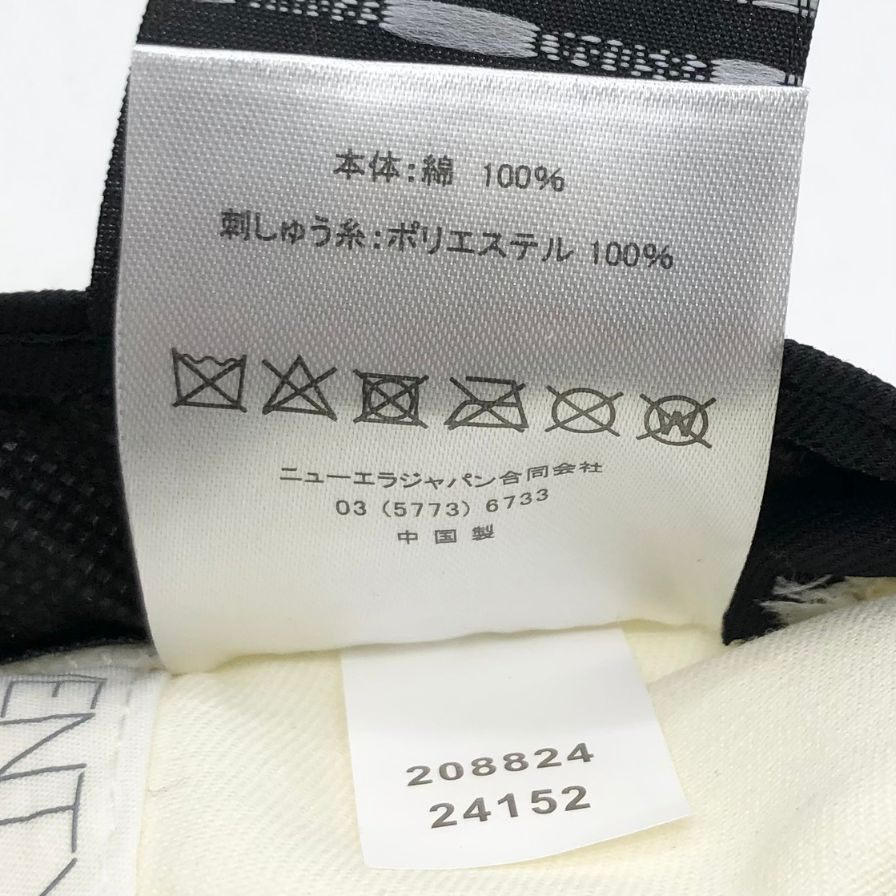 本体:綿 100%
刺しゅう糸:ポリエステル 100%
W
ニューエラジャパン合同会社
03 (5773) 6733
中国製
208824
24152
ENTY